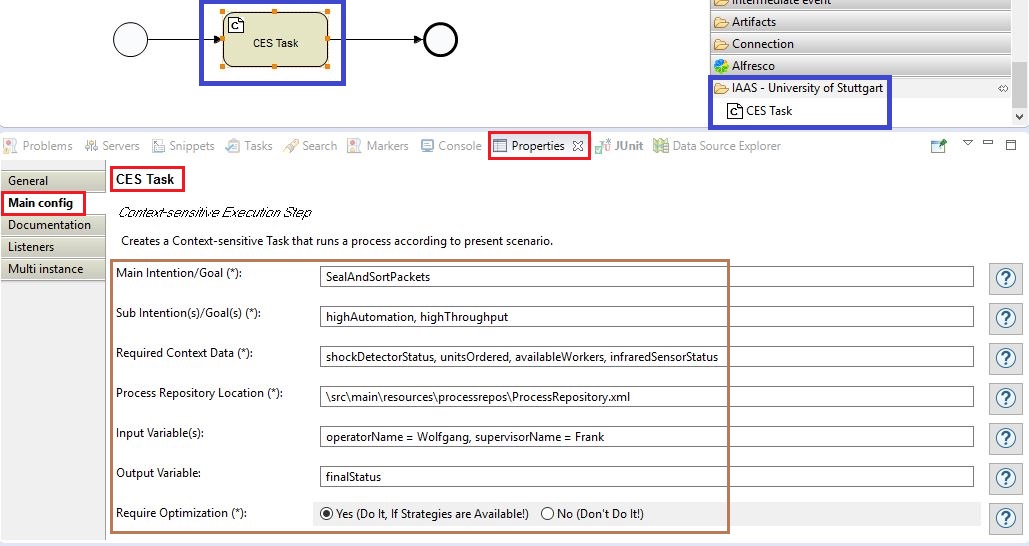 Intermediate event
C
CES Task
Artifacts
Connection
Alfresco
IAAS - University of Stuttgart
C CES Task
Problems Servers Snippets Tasks Search Markers Console Properties JUnit Data Source Explorer
General
Main config
Documentation
Listeners
Multi instance
CES Task
Context-sensitive Execution Step
Creates a Context-sensitive Task that runs a process according to present scenario.
Main Intention/Goal (*): SealAndSortPackets ?
Sub Intention(s)/Goal(s) (*): highAutomation, highThroughput ?
Required Context Data (*): shockDetectorStatus, unitsOrdered, availableWorkers, infraredSensorStatus ?
Process Repository Location (*): \src\main\resources\processrepos\ProcessRepository.xml ?
Input Variable(s): operatorName = Wolfgang, supervisorName = Frank ?
Output Variable: finalStatus ?
Require Optimization (*): Yes (Do It, If Strategies are Available!) No (Don't Do It!) ?